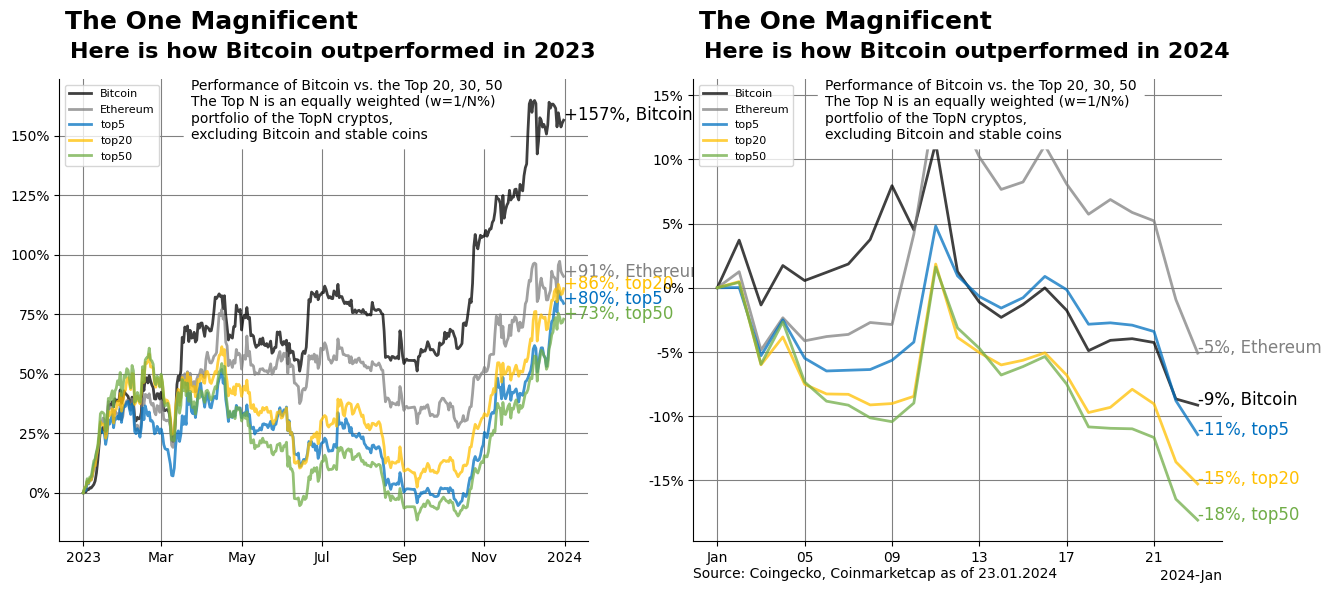 The One Magnificent
Here is how Bitcoin outperformed in 2023
Bitcoin
Ethereum
top5
top20
top50
Performance of Bitcoin vs. the Top 20, 30, 50
The Top N is an equally weighted (w=1/N%)
portfolio of the TopN cryptos,
excluding Bitcoin and stable coins
150%
125%
100%
75%
50%
25%
0%
+157%, Bitcoin
+91%, Ethereum
+86%, top20
+80%, top5
+73%, top50
2023
Mar
May
Jul
Sep
Nov
2024
The One Magnificent
Here is how Bitcoin outperformed in 2024
Bitcoin
Ethereum
top5
top20
top50
Performance of Bitcoin vs. the Top 20, 30, 50
The Top N is an equally weighted (w=1/N%)
portfolio of the TopN cryptos,
excluding Bitcoin and stable coins
15%
10%
5%
0%
-5%
-10%
-15%
-5%, Ethereum
-9%, Bitcoin
-11%, top5
-15%, top20
-18%, top50
Jan
05
09
13
17
21
2024-Jan
Source: Coingecko, Coinmarketcap as of 23.01.2024